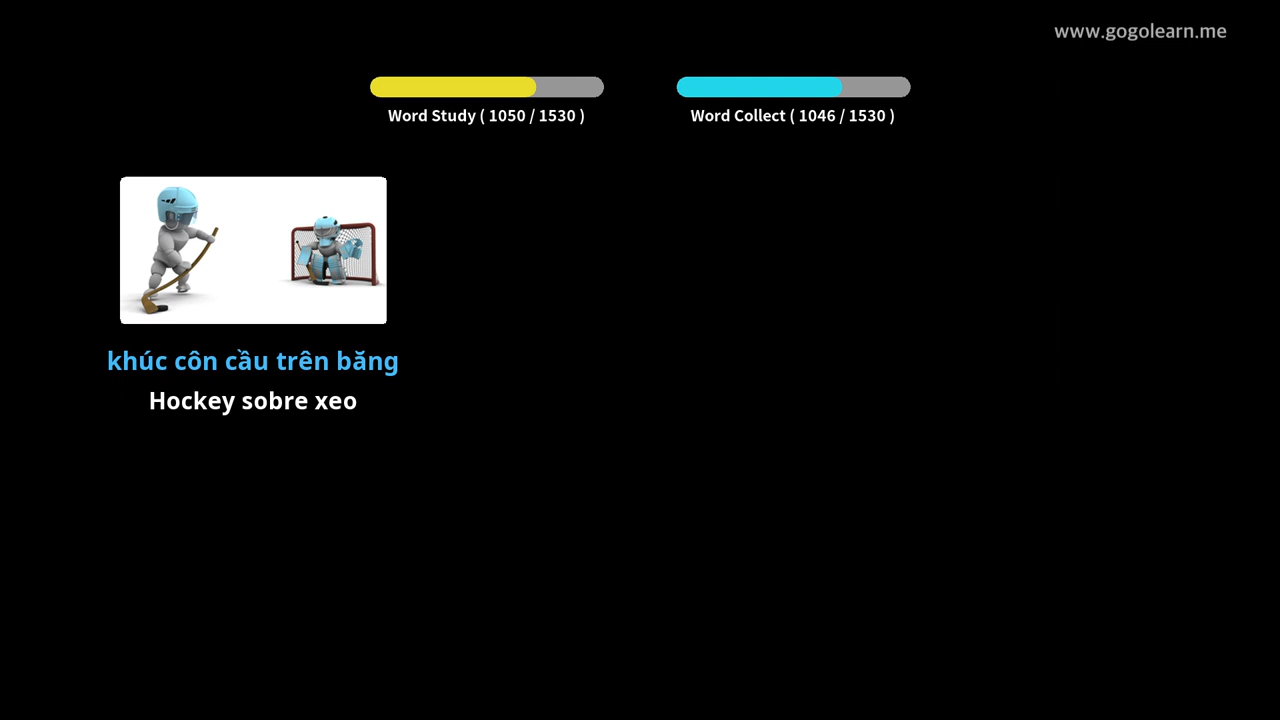 www.gogolearn.me
Word Study ( 1050 / 1530 )
Word Collect ( 1046 / 1530 )
khúc côn cầu trên băng
Hockey sobre xeo